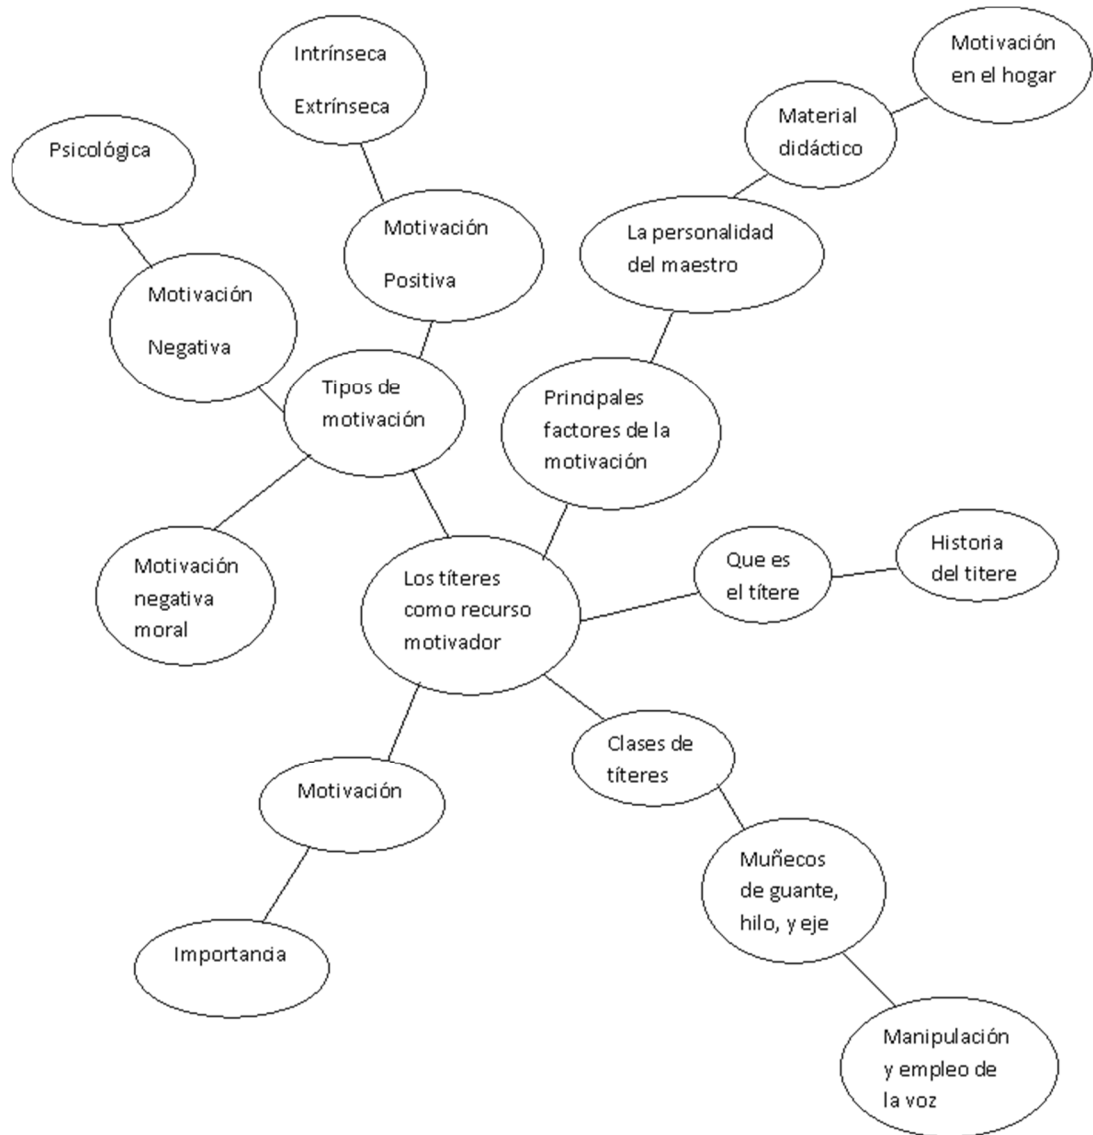 Intrínseca
Extrínseca
Motivación
en el hogar
Material
didáctico
Psicológica
Motivación
Positiva
La personalidad
del maestro
Motivación
Negativa
Tipos de
motivación
Principales
factores de la
motivación
Motivación
negativa
moral
Los títeres
como recurso
motivador
Que es
el títere
Historia
del titere
Clases de
títeres
Motivación
Muñecos
de guante,
hilo, y eje
Importancia
Manipulación
y empleo de
la voz